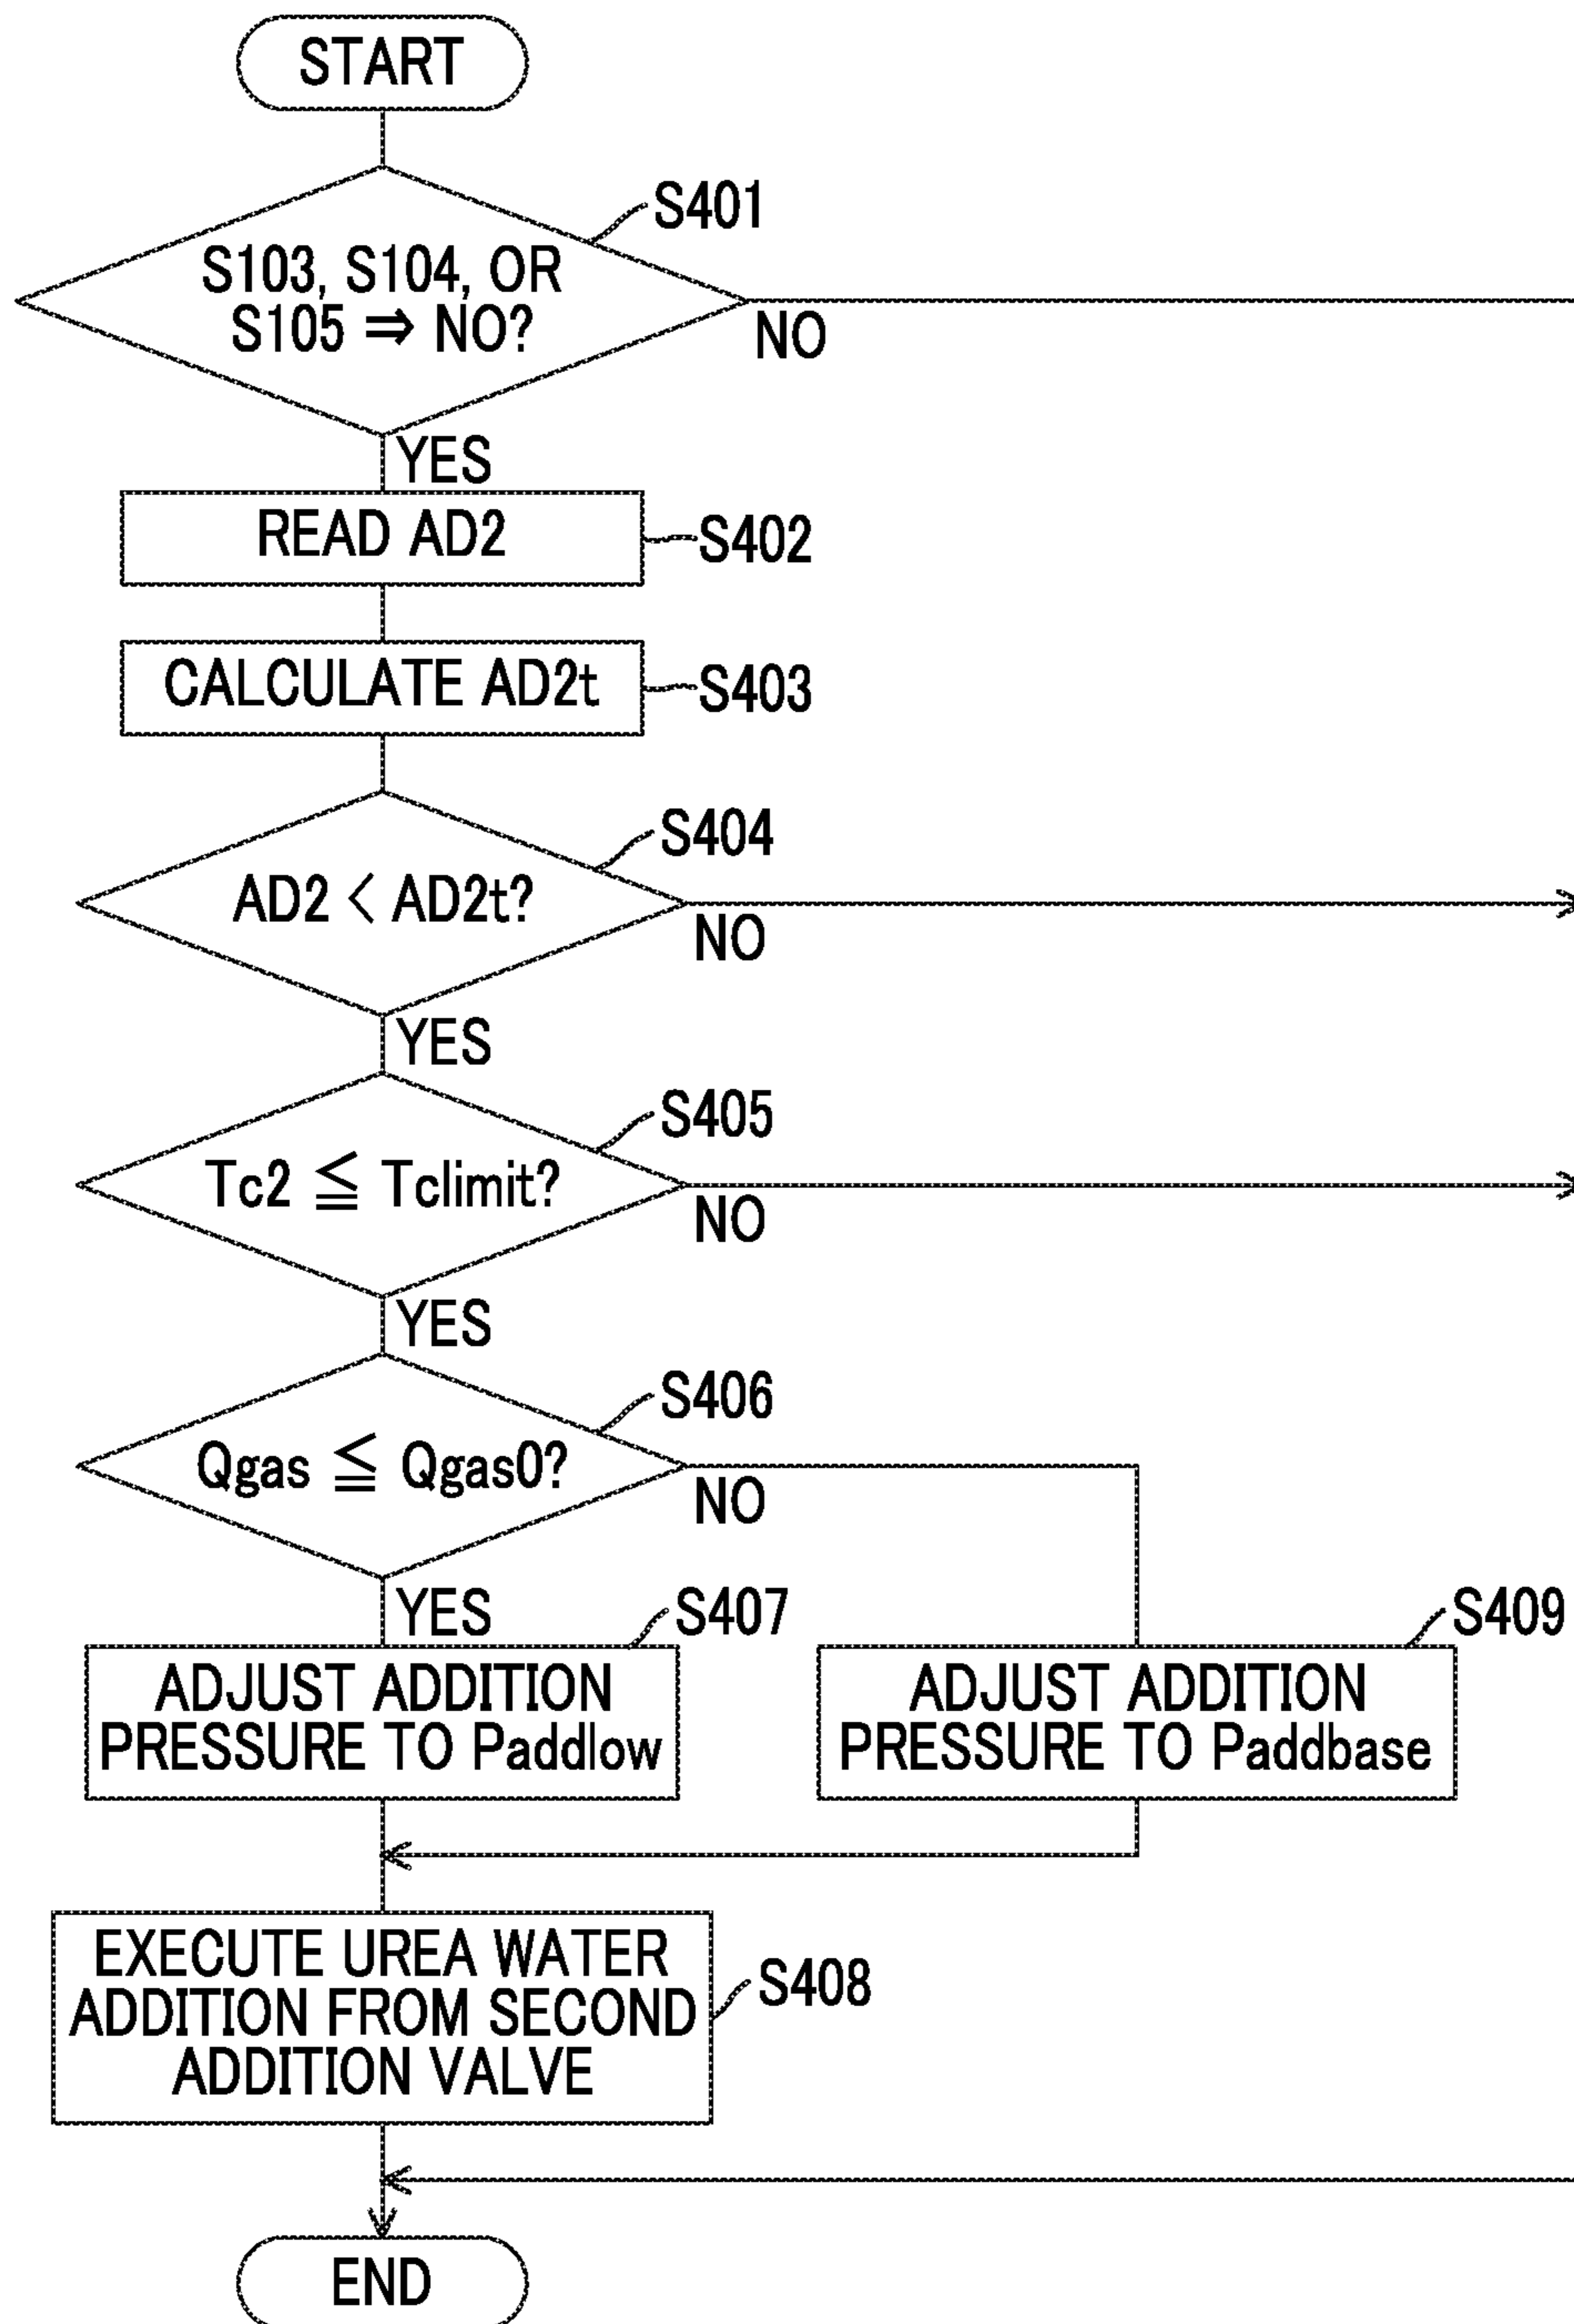 START
S401
S103, S104, OR
S105 ⇒ NO?
NO
YES
READ AD2
S402
CALCULATE AD2t
S403
S404
AD2 < AD2t?
NO
YES
S405
Tc2 ≦ Tclimit?
NO
YES
S406
Qgas ≦ Qgas0?
NO
YES
S407
S409
ADJUST ADDITION
PRESSURE TO Paddlow
ADJUST ADDITION
PRESSURE TO Paddbase
EXECUTE UREA WATER
ADDITION FROM SECOND
ADDITION VALVE
S408
END